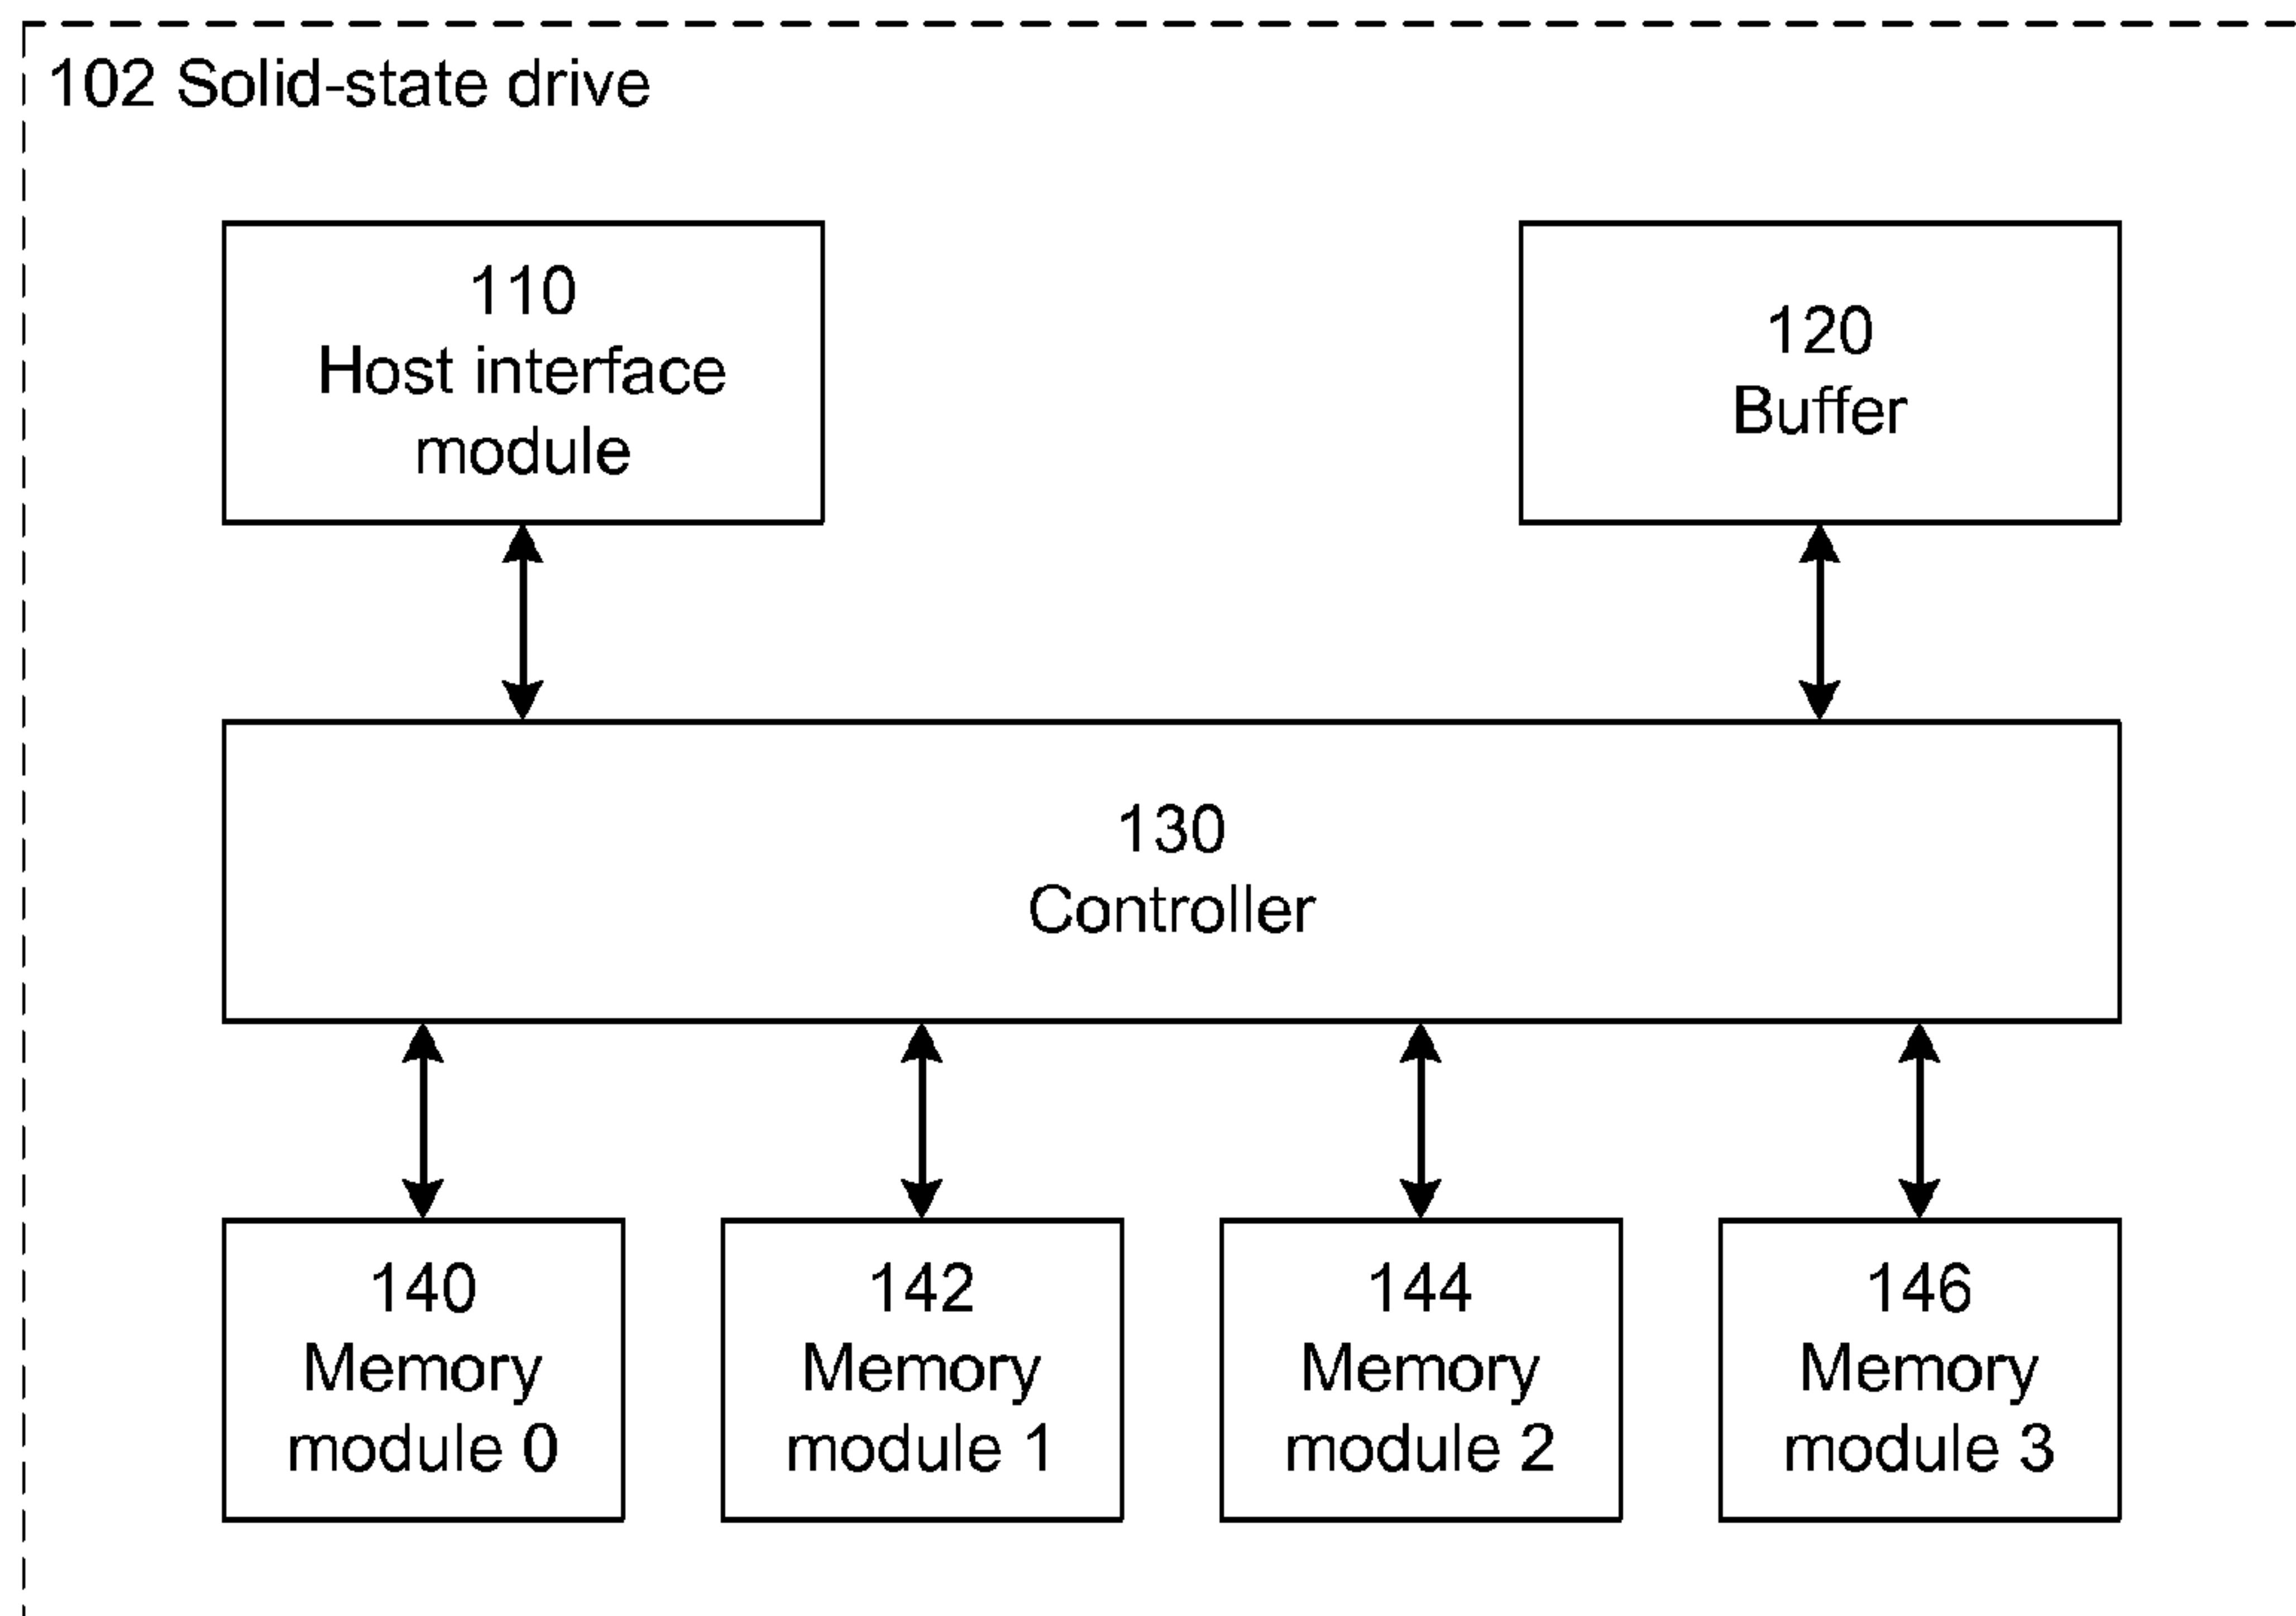 102 Solid-state drive
110
Host interface
module
120
Buffer
130
Controller
140
Memory
module 0
142
Memory
module 1
144
Memory
module 2
146
Memory
module 3